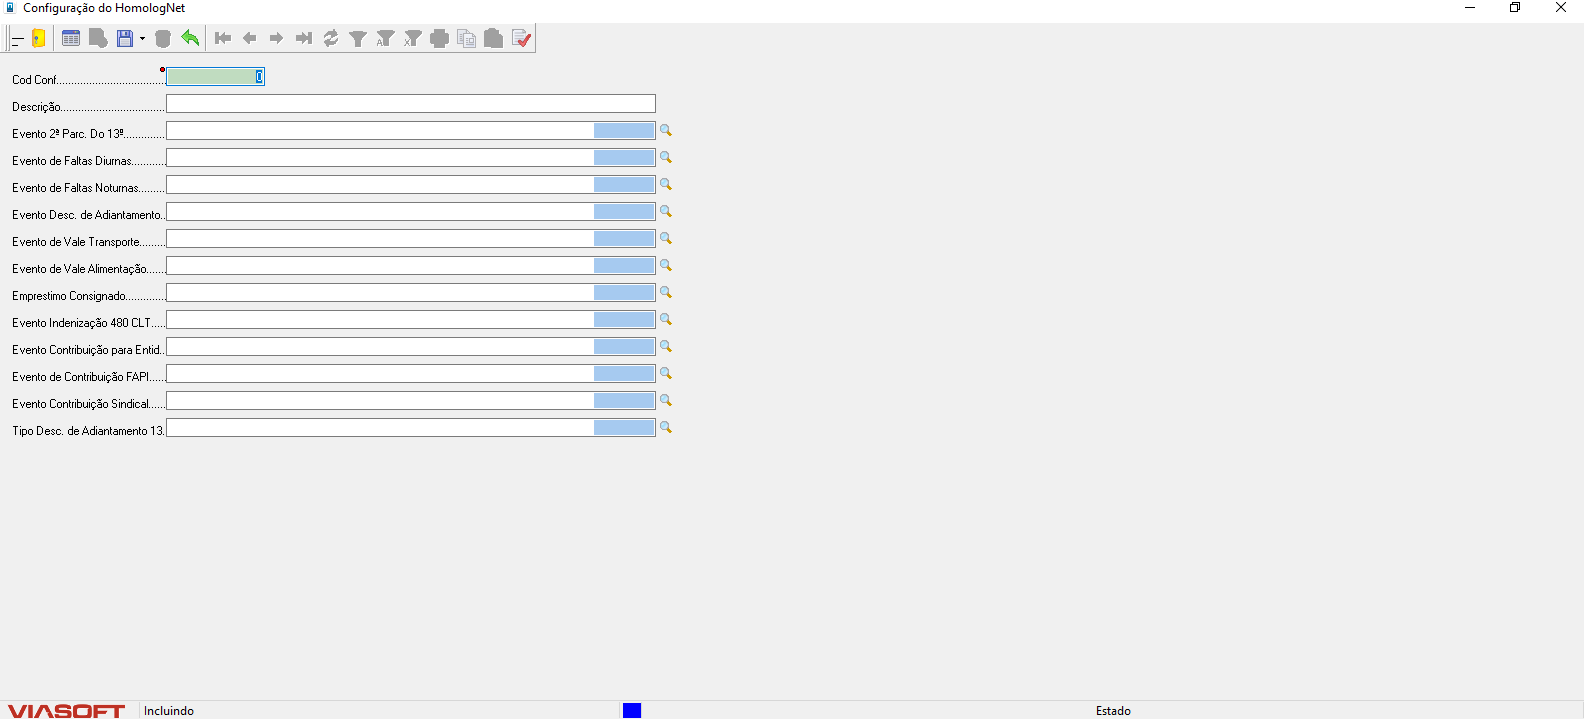 Configuração do HomologNet
Cod Conf.....................................
0
Descrição...................................
Evento 2ª Parc. Do 13º..............
Evento de Faltas Diurnas............
Evento de Faltas Noturnas.........
Evento Desc. de Adiantamento..
Evento de Vale Transporte.........
Evento de Vale Alimentação.......
Emprestimo Consignado..............
Evento Indenização 480 CLT.....
Evento Contribuição para Entid..
Evento de Contribuição FAPI......
Evento Contribuição Sindical......
Tipo Desc. de Adiantamento 13.
VIASOFT Incluindo Estado